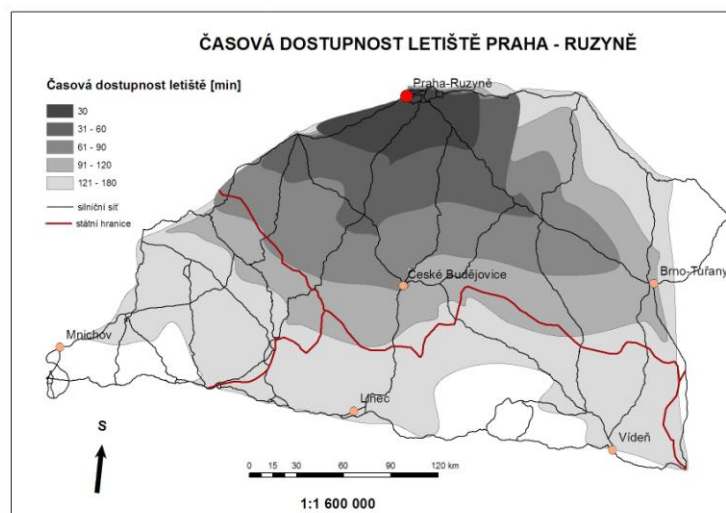 ČASOVÁ DOSTUPNOST LETIŠTĚ PRAHA - RUZYNĚ
Časová dostupnost letiště [min]
30
31 - 60
61 - 90
91 - 120
121 - 180
silniční síť
státní hranice
Praha-Ruzyně
České Budějovice
Brno-Tuřany
Mnichov
Linec
Vídeň
S
0 15 30 60 90 120 km
1:1 600 000